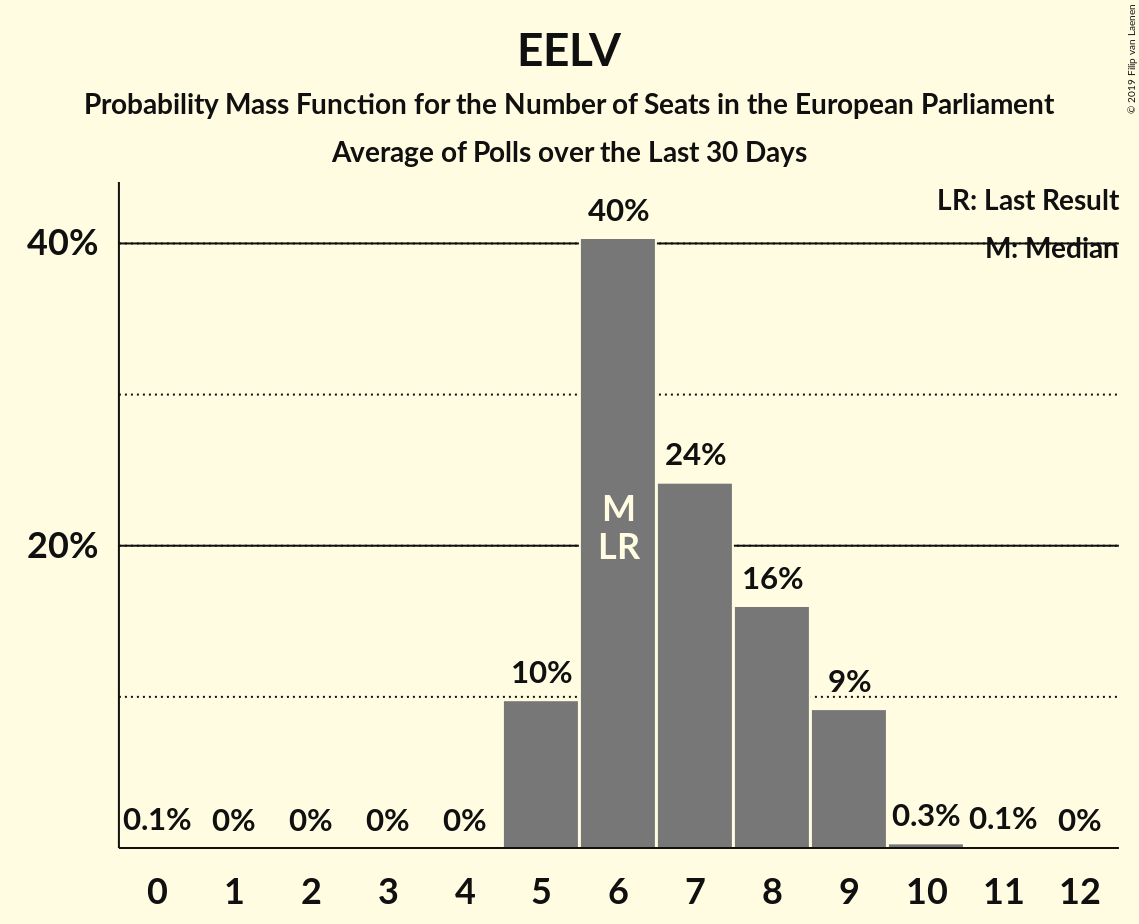 EELV
Probability Mass Function for the Number of Seats in the European Parliament
Average of Polls over the Last 30 Days
© 2019 Filip van Laenen
LR: Last Result
M: Median
40%
20%
0.1% 0% 0% 0% 0% 10% 40% 24% 16% 9% 0.3% 0.1% 0%
M
LR
0 1 2 3 4 5 6 7 8 9 10 11 12